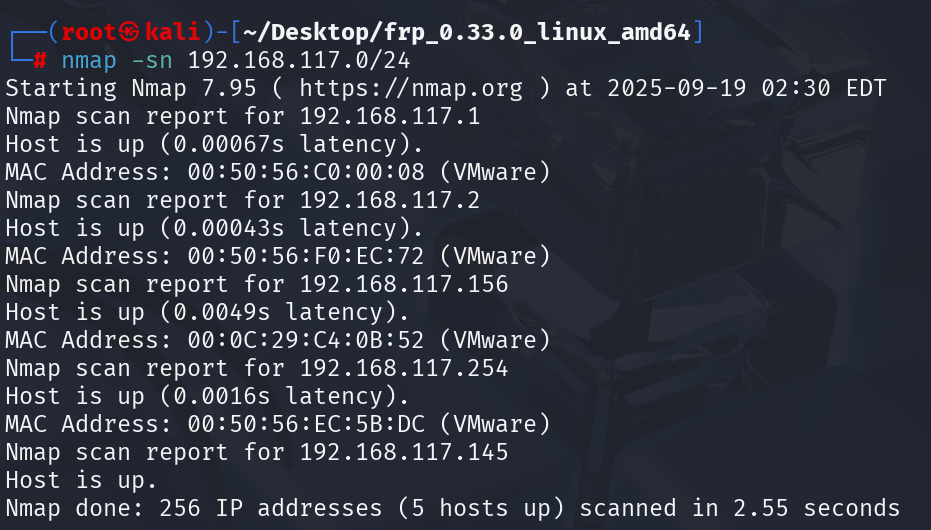 ┌──(root㉿kali)-[~/Desktop/frp_0.33.0_linux_amd64]
└─# nmap -sn 192.168.117.0/24
Starting Nmap 7.95 ( https://nmap.org ) at 2025-09-19 02:30 EDT
Nmap scan report for 192.168.117.1
Host is up (0.00067s latency).
MAC Address: 00:50:56:C0:00:08 (VMware)
Nmap scan report for 192.168.117.2
Host is up (0.00043s latency).
MAC Address: 00:50:56:F0:EC:72 (VMware)
Nmap scan report for 192.168.117.156
Host is up (0.0049s latency).
MAC Address: 00:0C:29:C4:0B:52 (VMware)
Nmap scan report for 192.168.117.254
Host is up (0.0016s latency).
MAC Address: 00:50:56:EC:5B:DC (VMware)
Nmap scan report for 192.168.117.145
Host is up.
Nmap done: 256 IP addresses (5 hosts up) scanned in 2.55 seconds